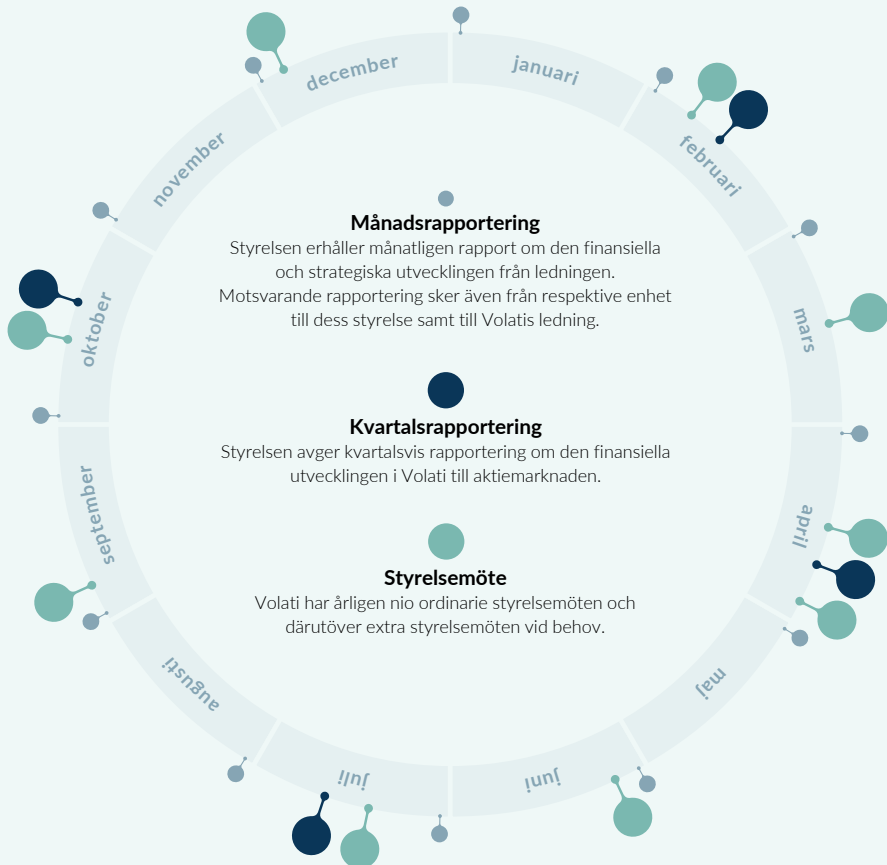 december
januari
november
februari
Månadsrapportering
Styrelsen erhåller månatligen rapport om den finansiella
och strategiska utvecklingen från ledningen.
Motsvarande rapportering sker även från respektive enhet
till dess styrelse samt till Volatis ledning.
oktober
mars
Kvartalsrapportering
Styrelsen avger kvartalsvis rapportering om den finansiella
utvecklingen i Volati till aktiemarknaden.
september
april
Styrelsemöte
Volati har årligen nio ordinarie styrelsemöten och
därutöver extra styrelsemöten vid behov.
augusti
maj
juli
juni